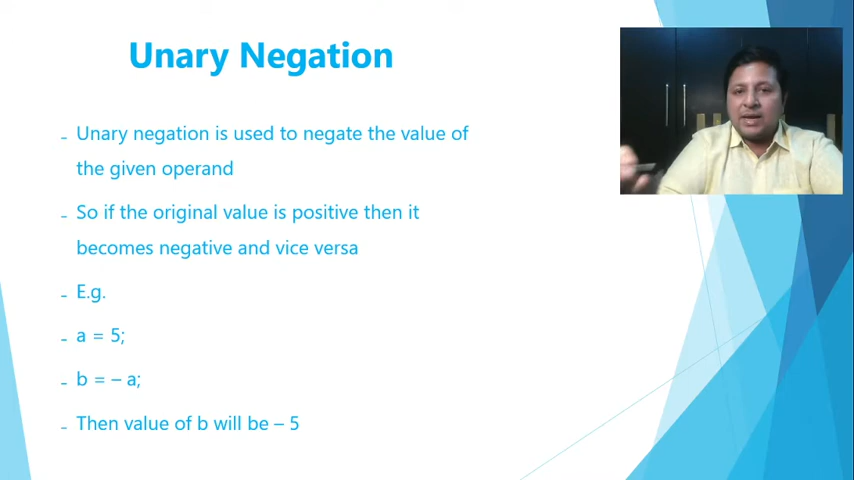 Unary Negation
- Unary negation is used to negate the value of
the given operand
- So if the original value is positive then it
becomes negative and vice versa
- E.g.
- a = 5;
- b = – a;
- Then value of b will be – 5